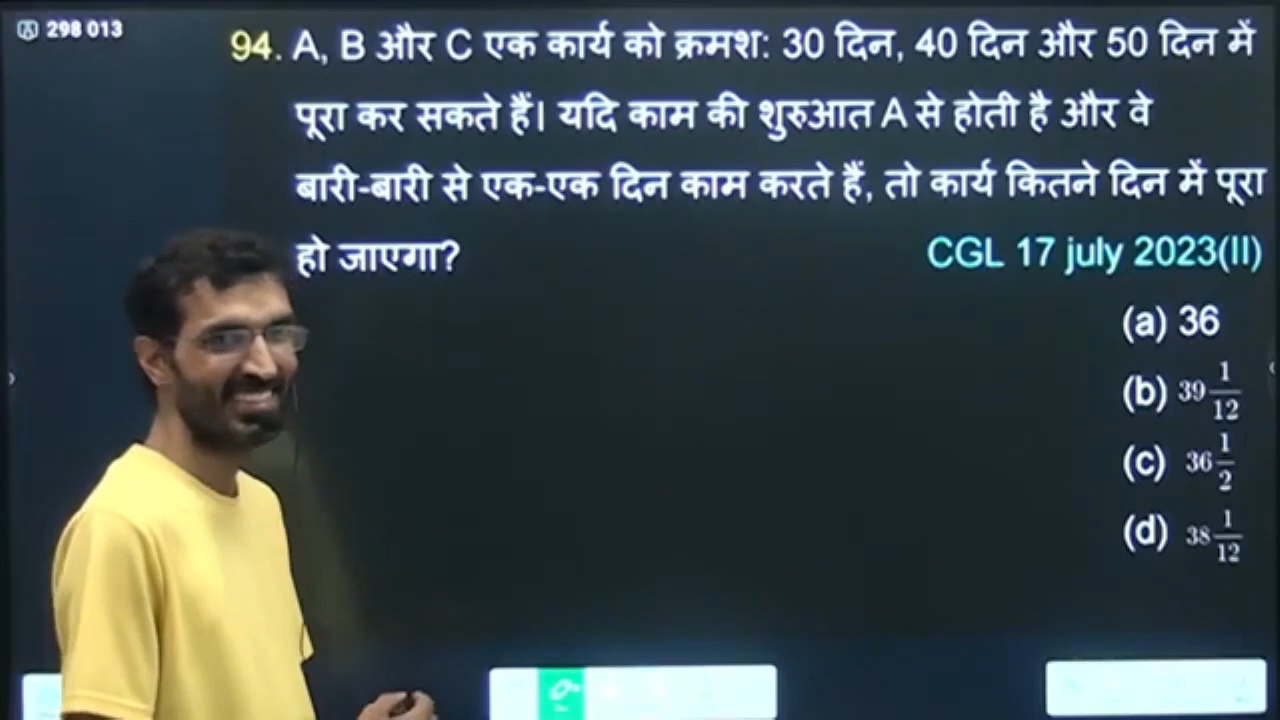 298 013
94. A, B और C एक कार्य को क्रमश: 30 दिन, 40 दिन और 50 दिन में
पूरा कर सकते हैं। यदि काम की शुरुआत A से होती है और वे
बारी-बारी से एक-एक दिन काम करते हैं, तो कार्य कितने दिन में पूरा
हो जाएगा?
CGL 17 july 2023(II)
(a) 36
(b) 39 1/12
(c) 36 1/2
(d) 38 1/12